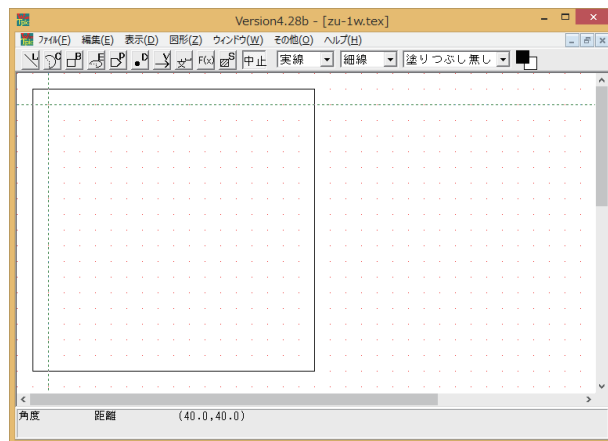 Version4.28b - [zu-1w.tex]
ファイル(F) 編集(E) 表示(D) 図形(Z) ウィンドウ(W) その他(O) ヘルプ(H)
L C B E P D V F(x) S 中止 実線 細線 塗りつぶし無し
角度 距離 (40.0,40.0)